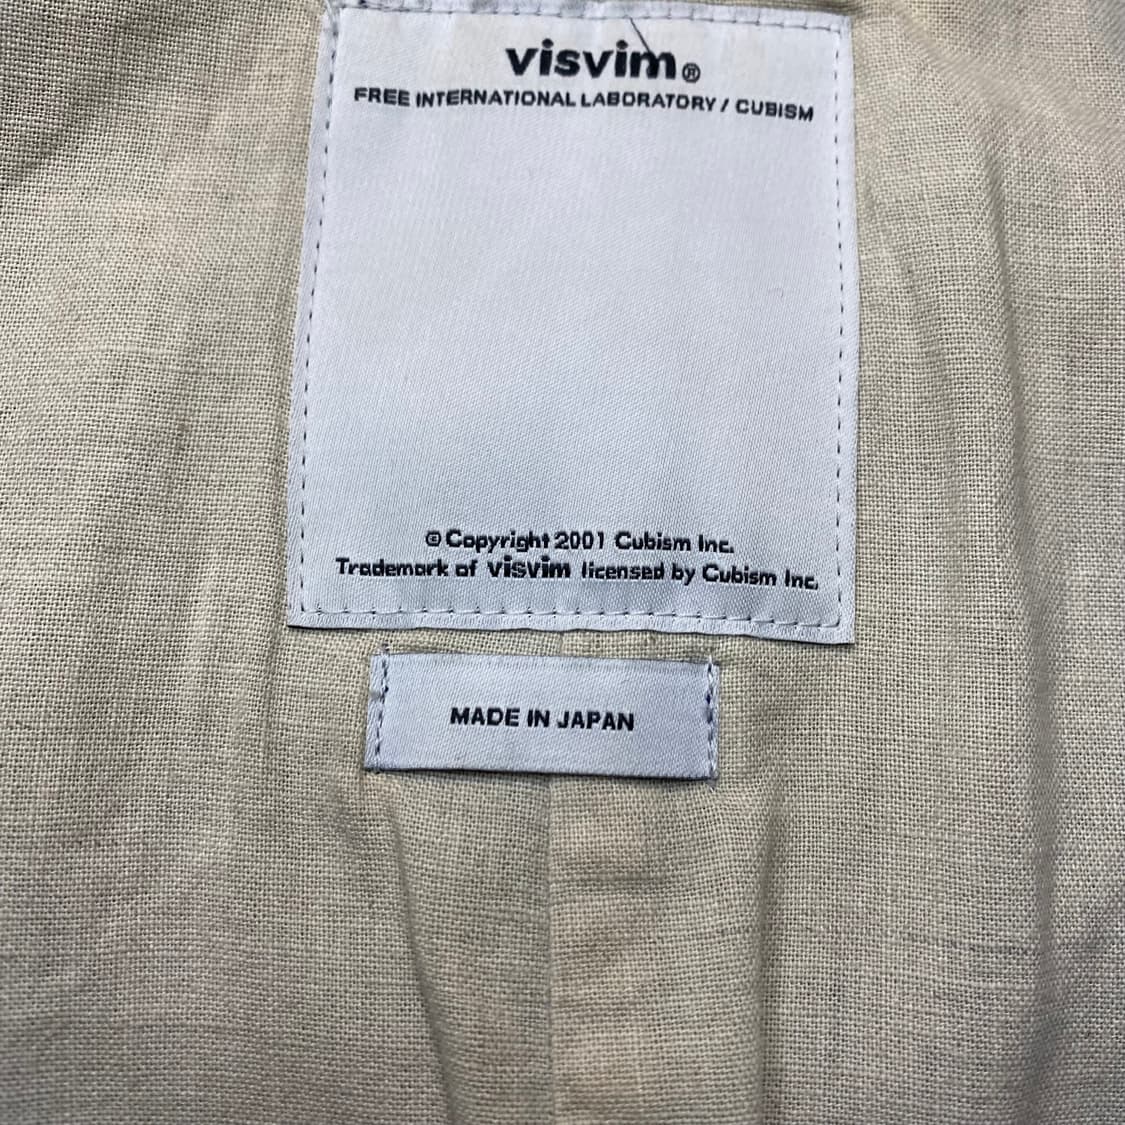 visvim®
FREE INTERNATIONAL LABORATORY / CUBISM
© Copyright 2001 Cubism Inc.
Trademark of visvim licensed by Cubism Inc.
MADE IN JAPAN